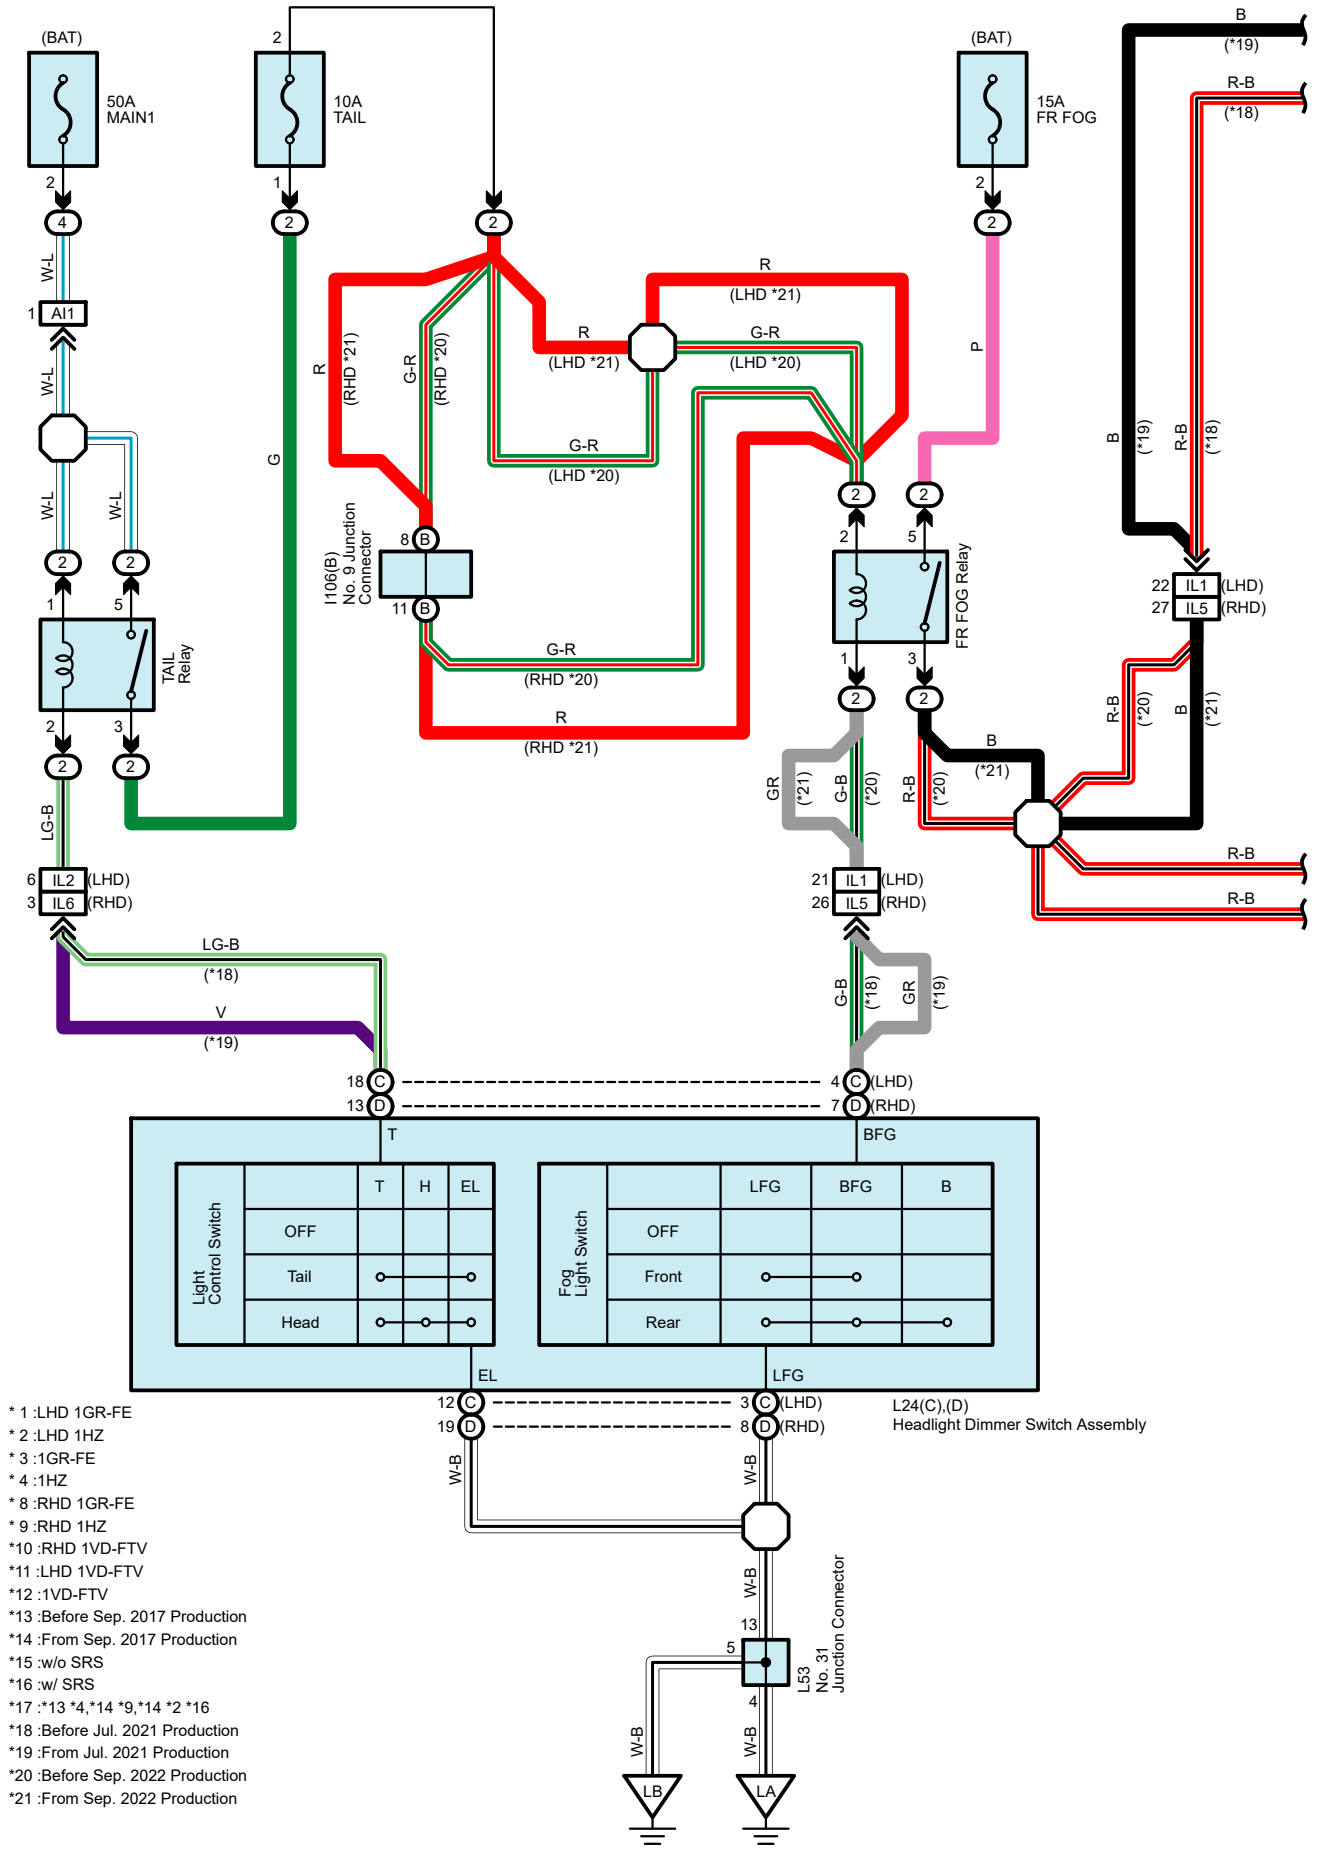 (BAT)
50A
MAIN1
2
4
W-L
1
AI1
W-L
W-L
W-L
2
2
1
5
TAIL
Relay
2
3
2
2
LG-B
6 IL2 (LHD)
3 IL6 (RHD)
LG-B
(*18)
V
(*19)
2
10A
TAIL
1
2
G
2
R
(RHD *21)
G-R
(RHD *20)
R
(LHD *21)
G-R
(LHD *20)
R
(LHD *21)
G-R
(LHD *20)
8 B
I106(B)
No. 9 Junction
Connector
11 B
G-R
(RHD *20)
R
(RHD *21)
(BAT)
15A
FR FOG
2
2
P
2
2
2
5
FR FOG Relay
1
3
2
2
GR
(*21)
G-B
(*20)
R-B
(*20)
B
(*21)
21 IL1 (LHD)
26 IL5 (RHD)
G-B
(*18)
GR
(*19)
B
(*19)
R-B
(*18)
B
(*19)
R-B
(*18)
22 IL1 (LHD)
27 IL5 (RHD)
R-B
(*20)
B
(*21)
R-B
R-B
18 C
4 C (LHD)
13 D
7 D (RHD)
T
BFG
Light
Control Switch
T H EL
OFF
Tail
Head
Fog
Light Switch
LFG BFG B
OFF
Front
Rear
EL
LFG
12 C
3 C (LHD)
19 D
8 D (RHD)
L24(C),(D)
Headlight Dimmer Switch Assembly
W-B
W-B
W-B
13
5
L53
No. 31
Junction Connector
4
W-B
W-B
LB
LA
* 1 :LHD 1GR-FE
* 2 :LHD 1HZ
* 3 :1GR-FE
* 4 :1HZ
* 8 :RHD 1GR-FE
* 9 :RHD 1HZ
*10 :RHD 1VD-FTV
*11 :LHD 1VD-FTV
*12 :1VD-FTV
*13 :Before Sep. 2017 Production
*14 :From Sep. 2017 Production
*15 :w/o SRS
*16 :w/ SRS
*17 :*13 *4,*14 *9,*14 *2 *16
*18 :Before Jul. 2021 Production
*19 :From Jul. 2021 Production
*20 :Before Sep. 2022 Production
*21 :From Sep. 2022 Production